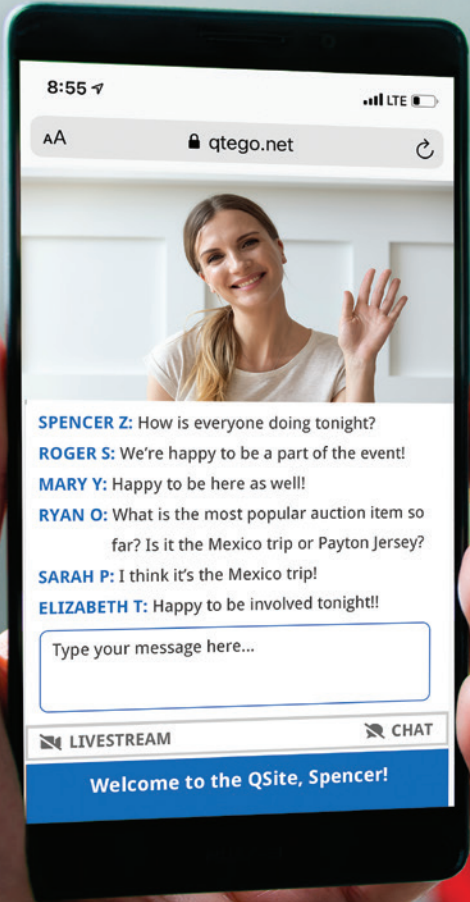 8:55
LTE
AA
qtego.net
SPENCER Z: How is everyone doing tonight?
ROGER S: We're happy to be a part of the event!
MARY Y: Happy to be here as well!
RYAN O: What is the most popular auction item so
far? Is it the Mexico trip or Payton Jersey?
SARAH P: I think it's the Mexico trip!
ELIZABETH T: Happy to be involved tonight!!
Type your message here...
LIVESTREAM
CHAT
Welcome to the QSite, Spencer!